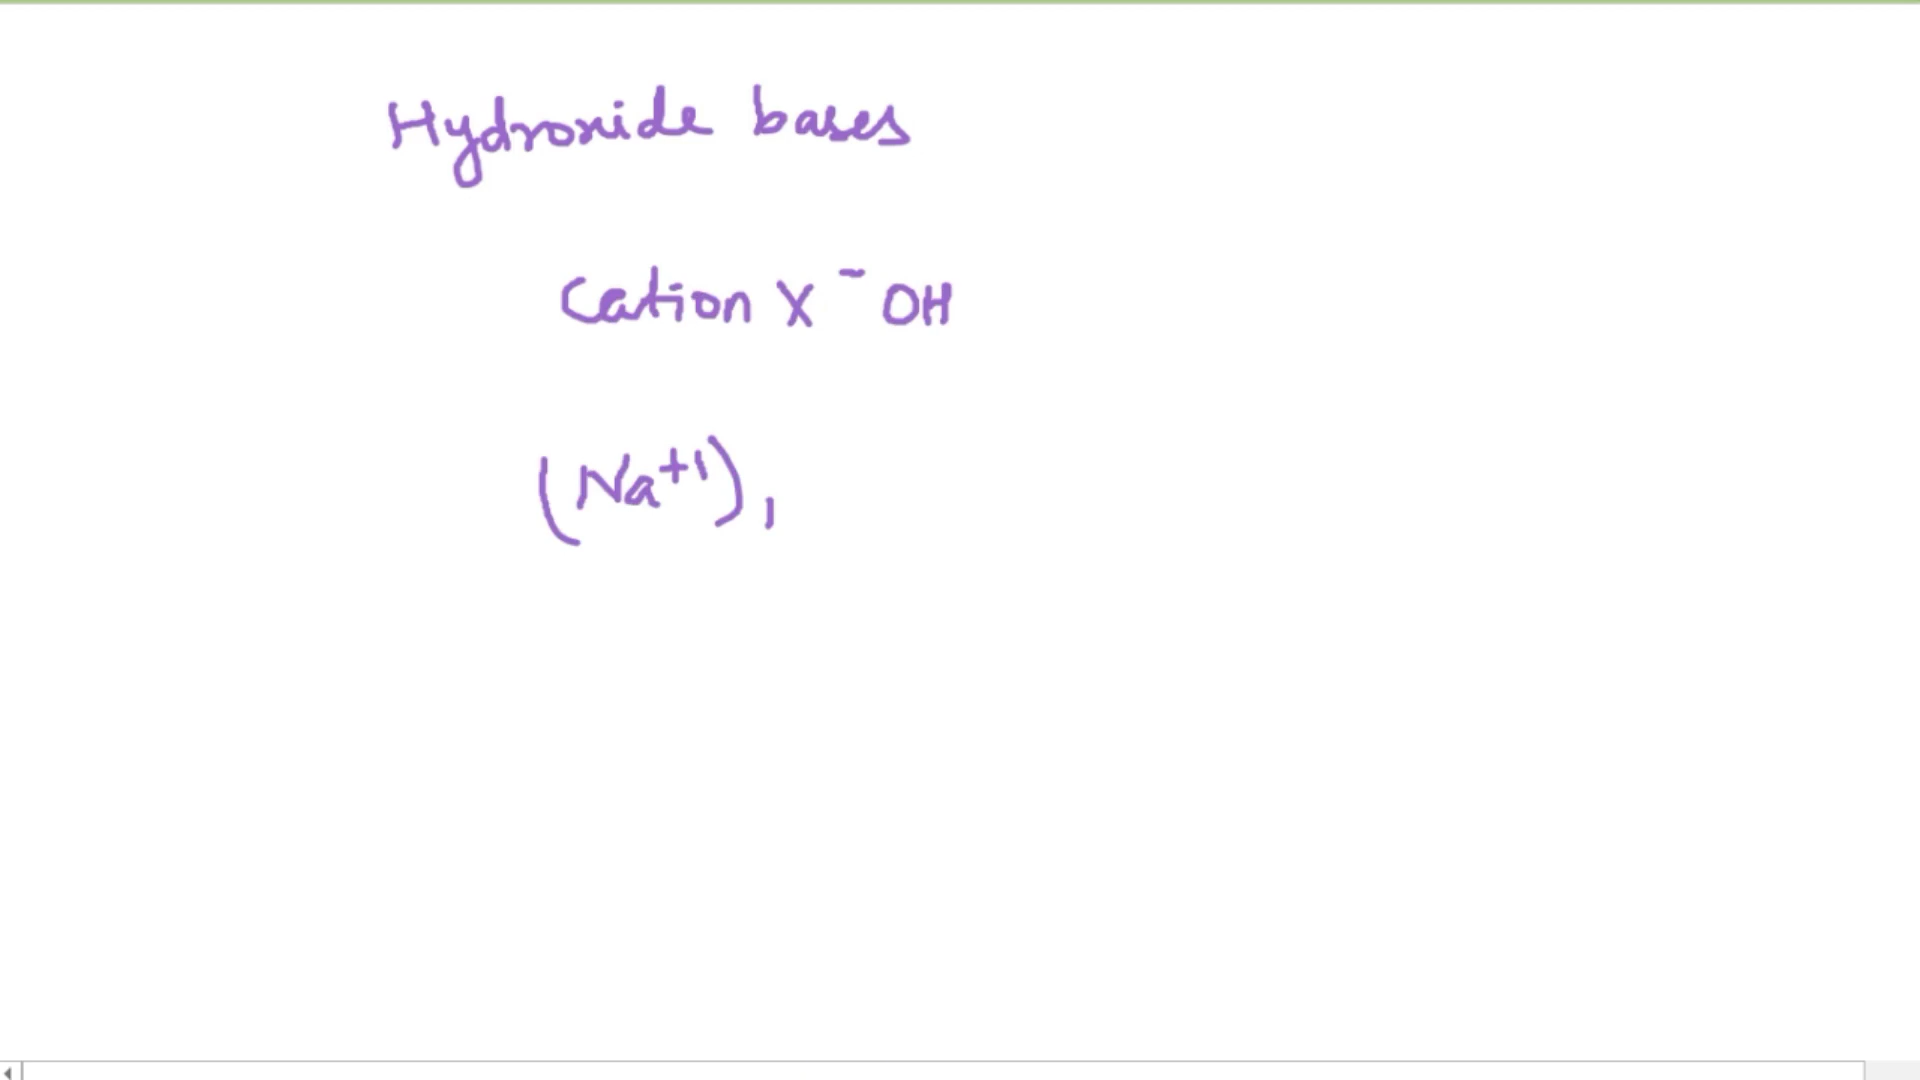 Hydroxide bases
Cation X ⁻OH
(Na⁺¹),